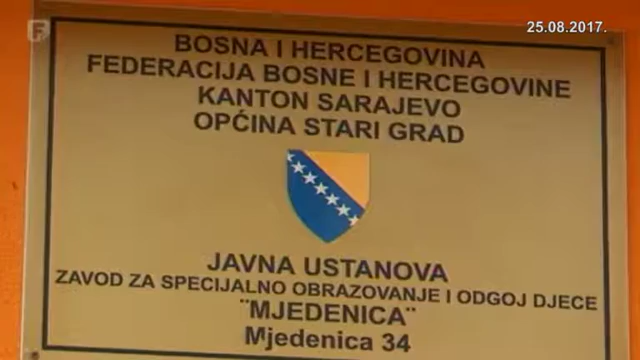 25.08.2017.
BOSNA I HERCEGOVINA
FEDERACIJA BOSNE I HERCEGOVINE
KANTON SARAJEVO
OPĆINA STARI GRAD
JAVNA USTANOVA
ZAVOD ZA SPECIJALNO OBRAZOVANJE I ODGOJ DJECE
"MJEDENICA"
Mjedenica 34